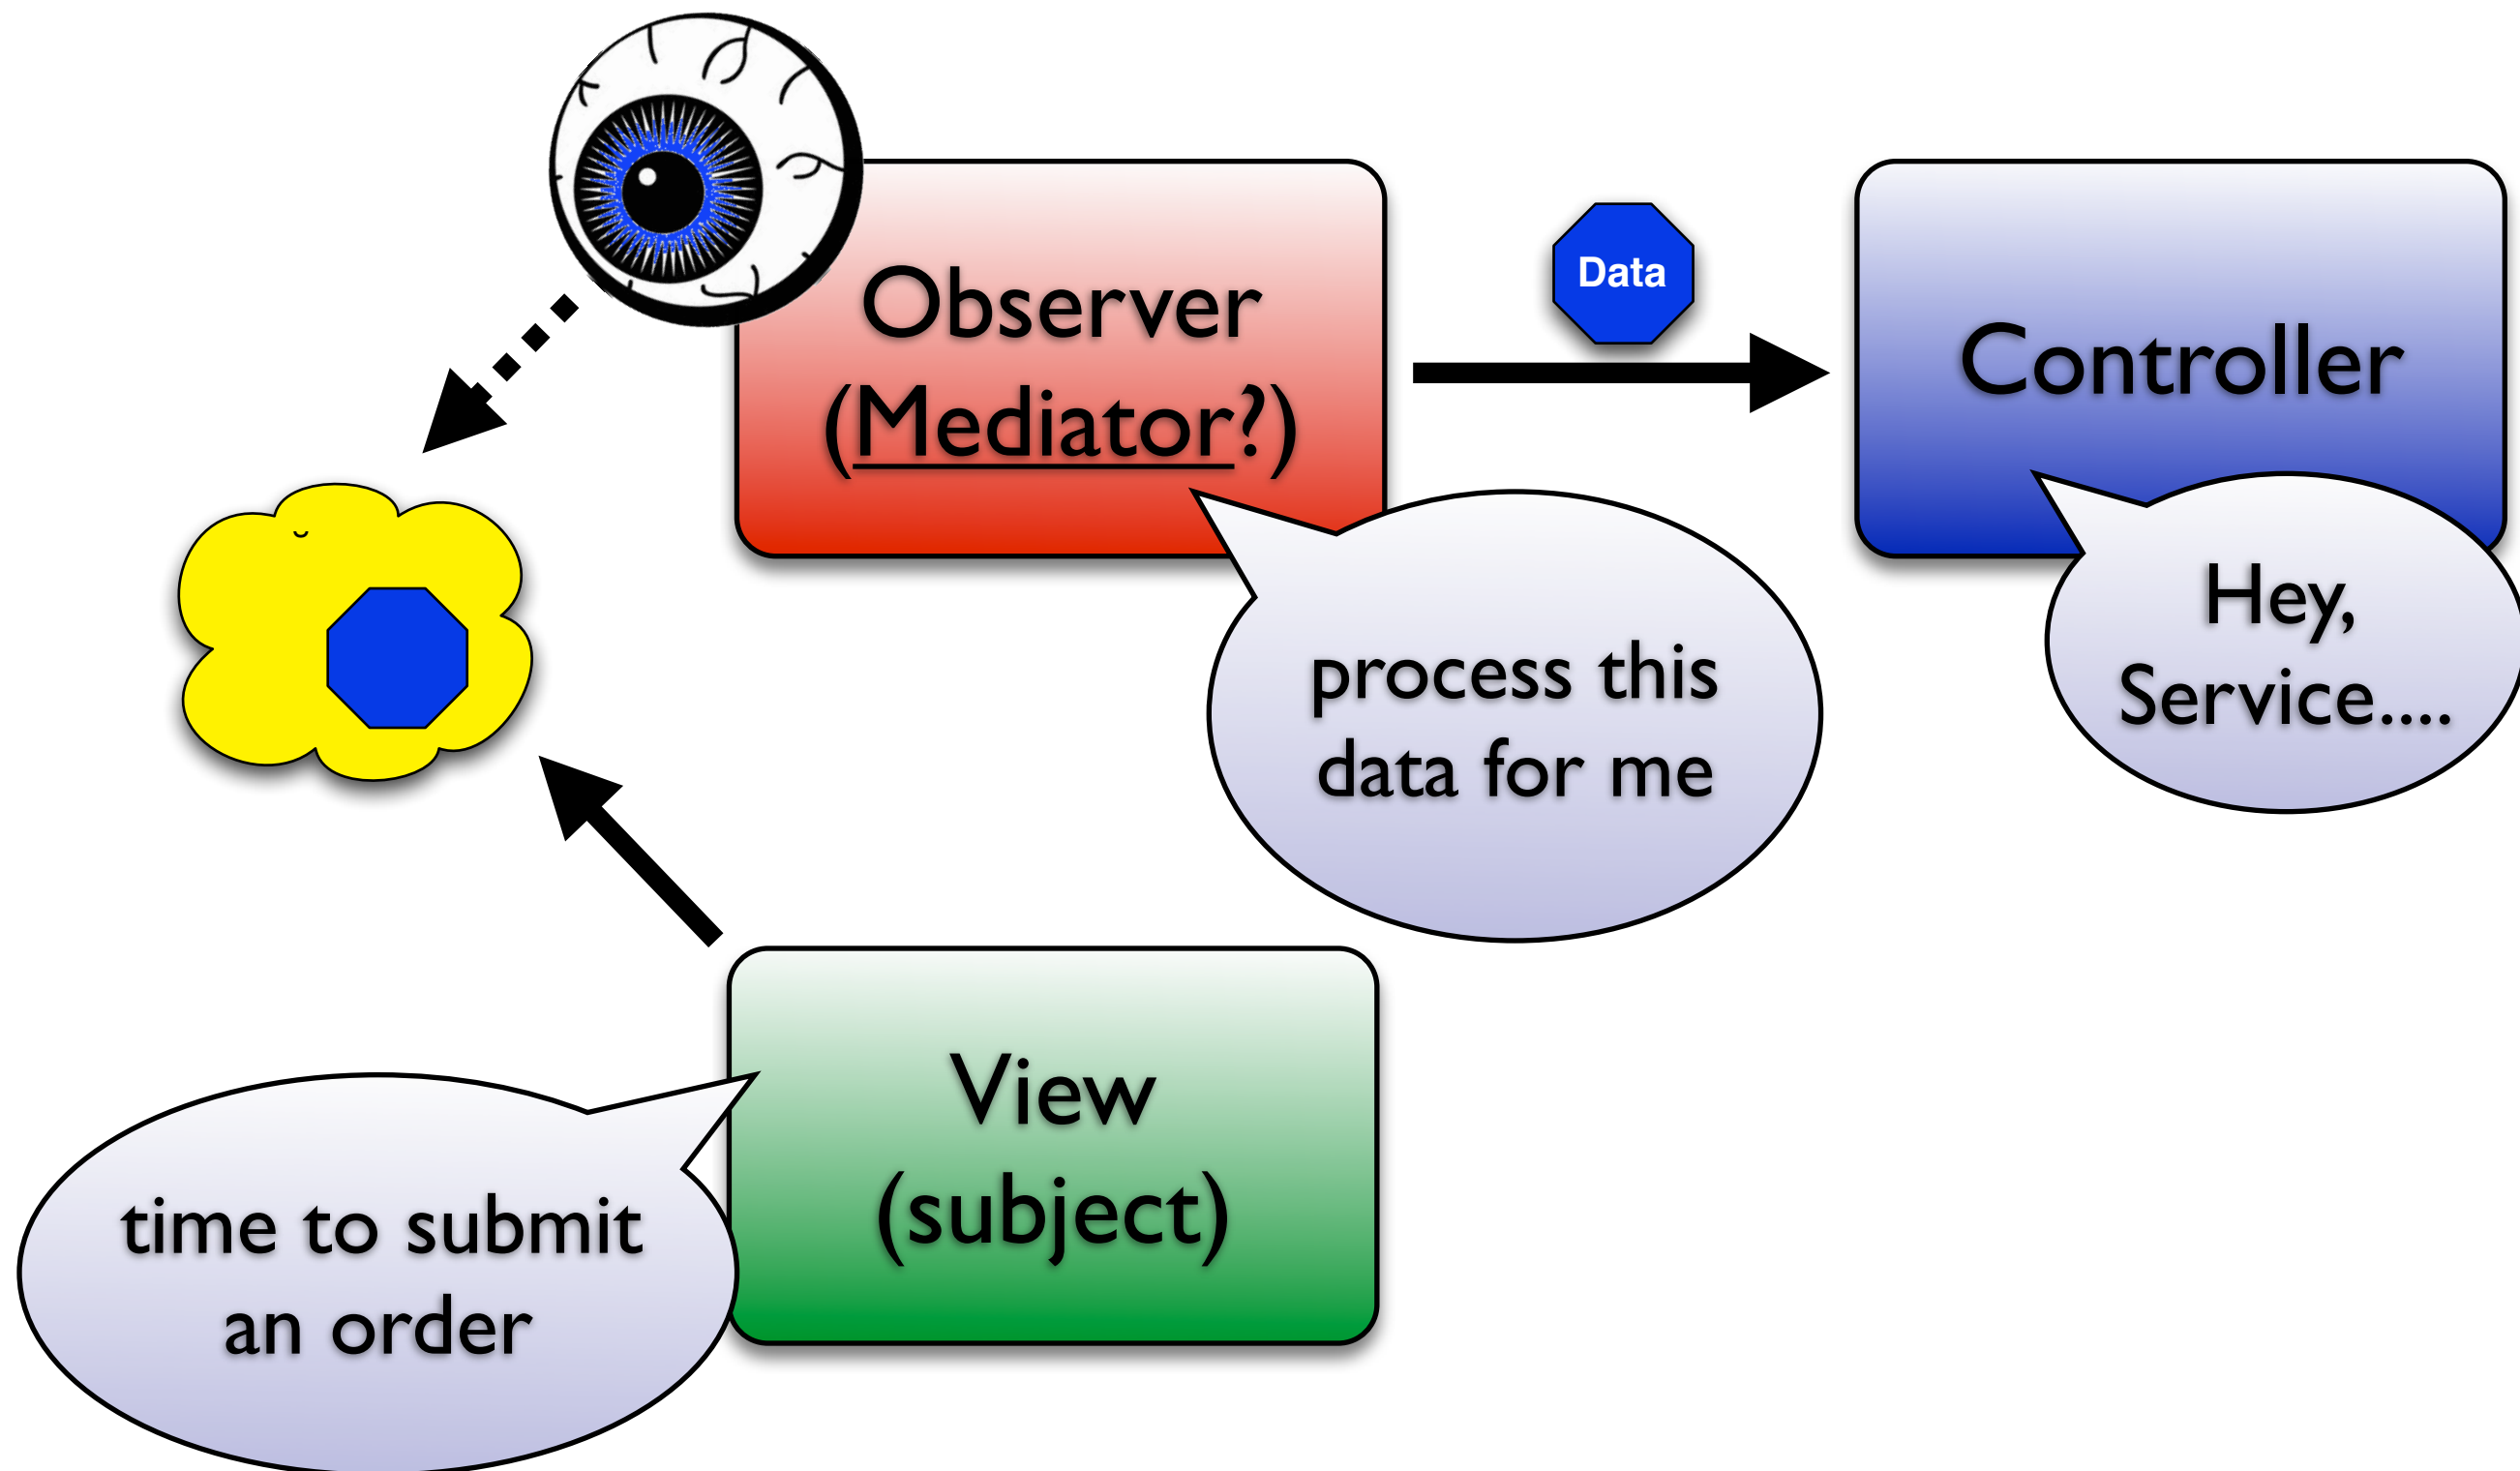 Observer
(Mediator?)
Data
Controller
process this
data for me
Hey,
Service....
View
(subject)
time to submit
an order